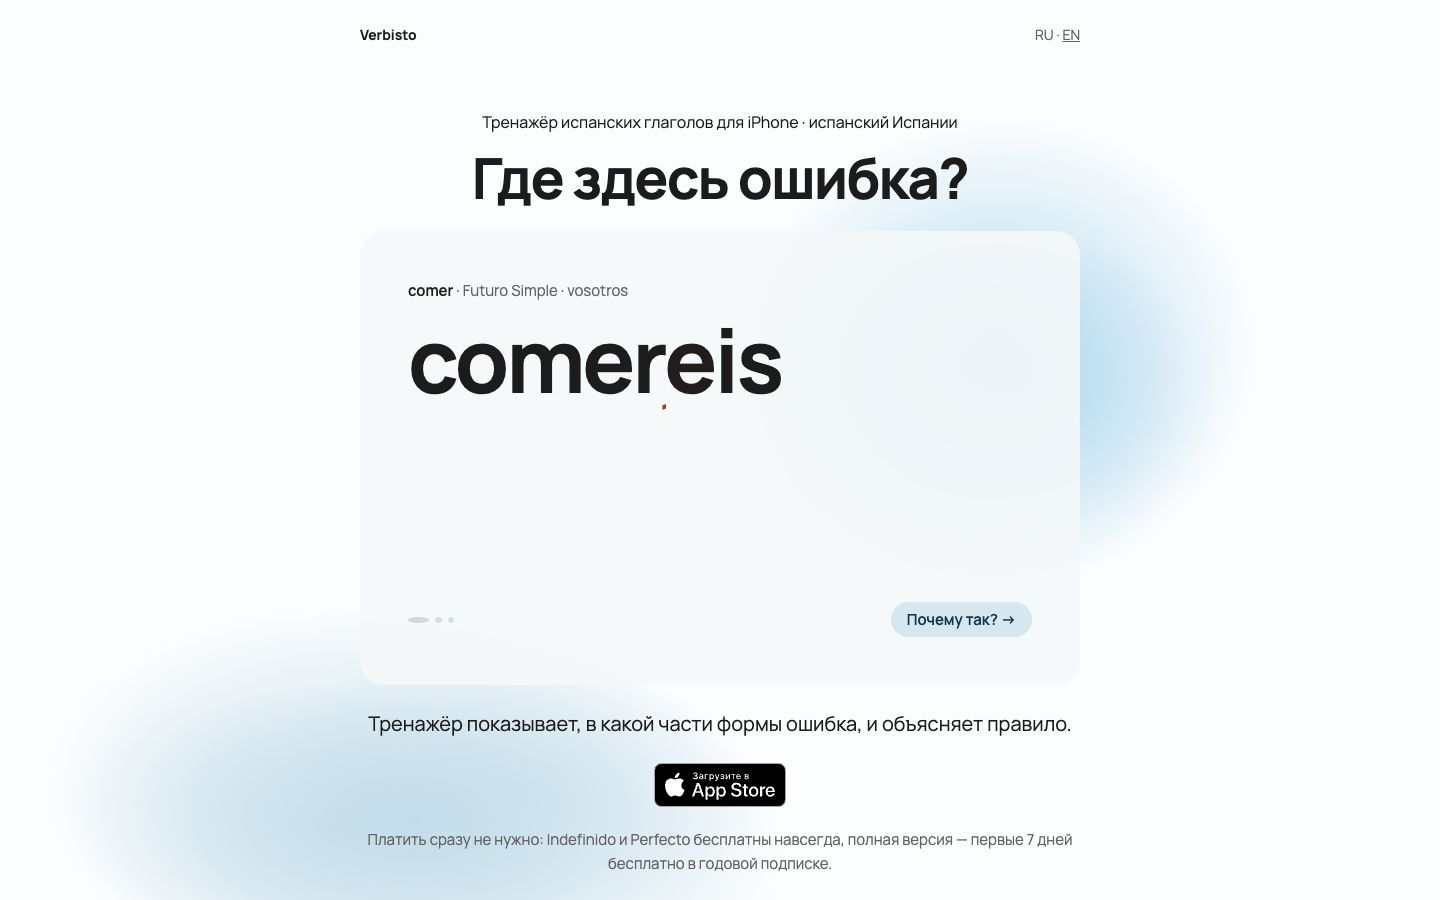 Verbisto
RU · EN
Тренажёр испанских глаголов для iPhone · испанский Испании
Где здесь ошибка?
comer · Futuro Simple · vosotros
comereis
Почему так? →
Тренажёр показывает, в какой части формы ошибка, и объясняет правило.
Загрузите в
App Store
Платить сразу не нужно: Indefinido и Perfecto бесплатны навсегда, полная версия — первые 7 дней
бесплатно в годовой подписке.